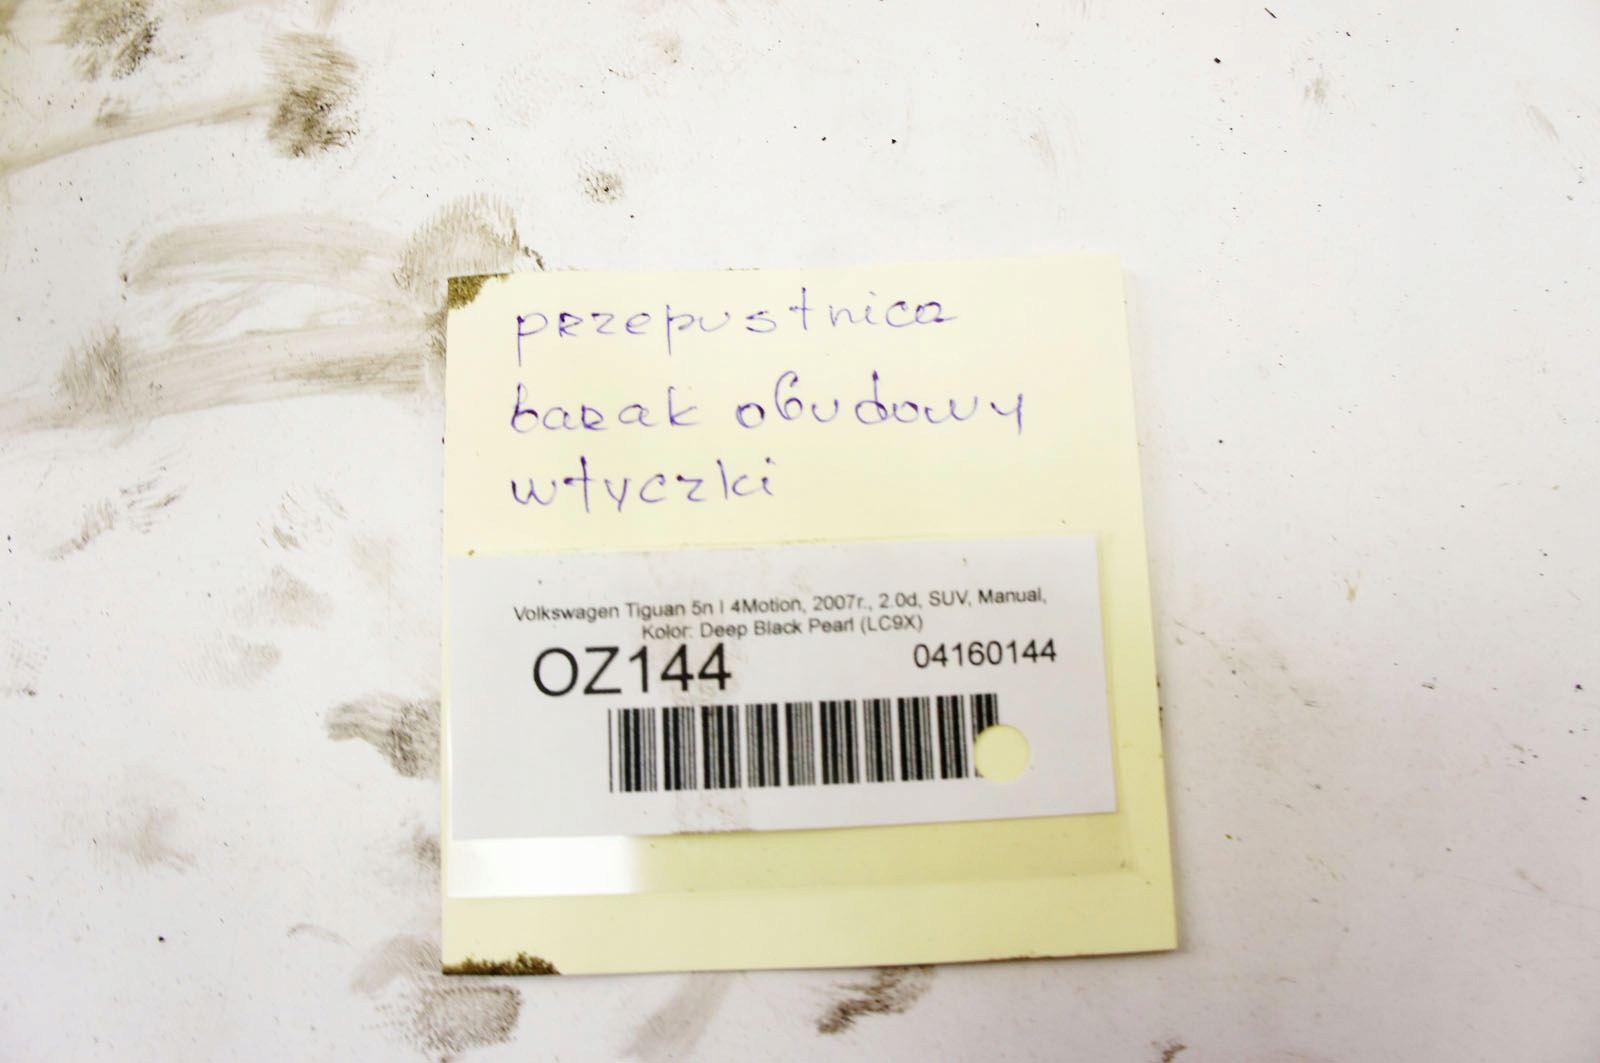 przepustnica
barak obudowy
wtyczki
Volkswagen Tiguan 5n I 4Motion, 2007r., 2.0d, SUV, Manual,
Kolor: Deep Black Pearl (LC9X)
OZ144 04160144